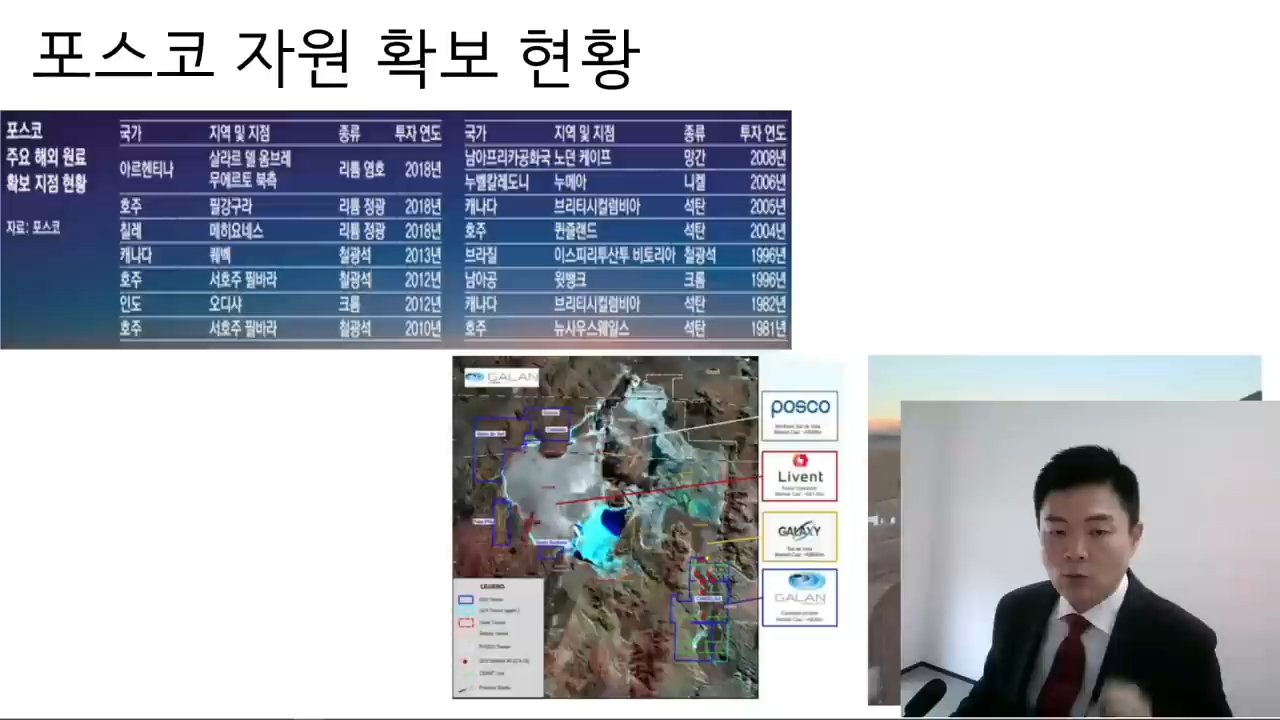 포스코 자원 확보 현황
포스코
주요 해외 원료
확보 지점 현황
자료: 포스코
국가 지역 및 지점 종류 투자 연도
아르헨티나 살라르 델 옴브레 무에르토 북측 리튬 염호 2018년
호주 필강구라 리튬 정광 2018년
칠레 메히요네스 리튬 정광 2018년
캐나다 퀘벡 철광석 2013년
호주 서호주 필바라 철광석 2012년
인도 오디샤 크롬 2012년
호주 서호주 필바라 철광석 2010년
국가 지역 및 지점 종류 투자 연도
남아프리카공화국 노던 케이프 망간 2008년
누벨칼레도니 누메아 니켈 2006년
캐나다 브리티시컬럼비아 석탄 2005년
호주 퀸즐랜드 석탄 2004년
브라질 이스피리투산투 비토리아 철광석 1996년
남아공 윗뱅크 크롬 1996년
캐나다 브리티시컬럼비아 석탄 1982년
호주 뉴사우스웨일스 석탄 1981년
GALAN
posco
Livent
GALAXY
GALAN
LEGEND